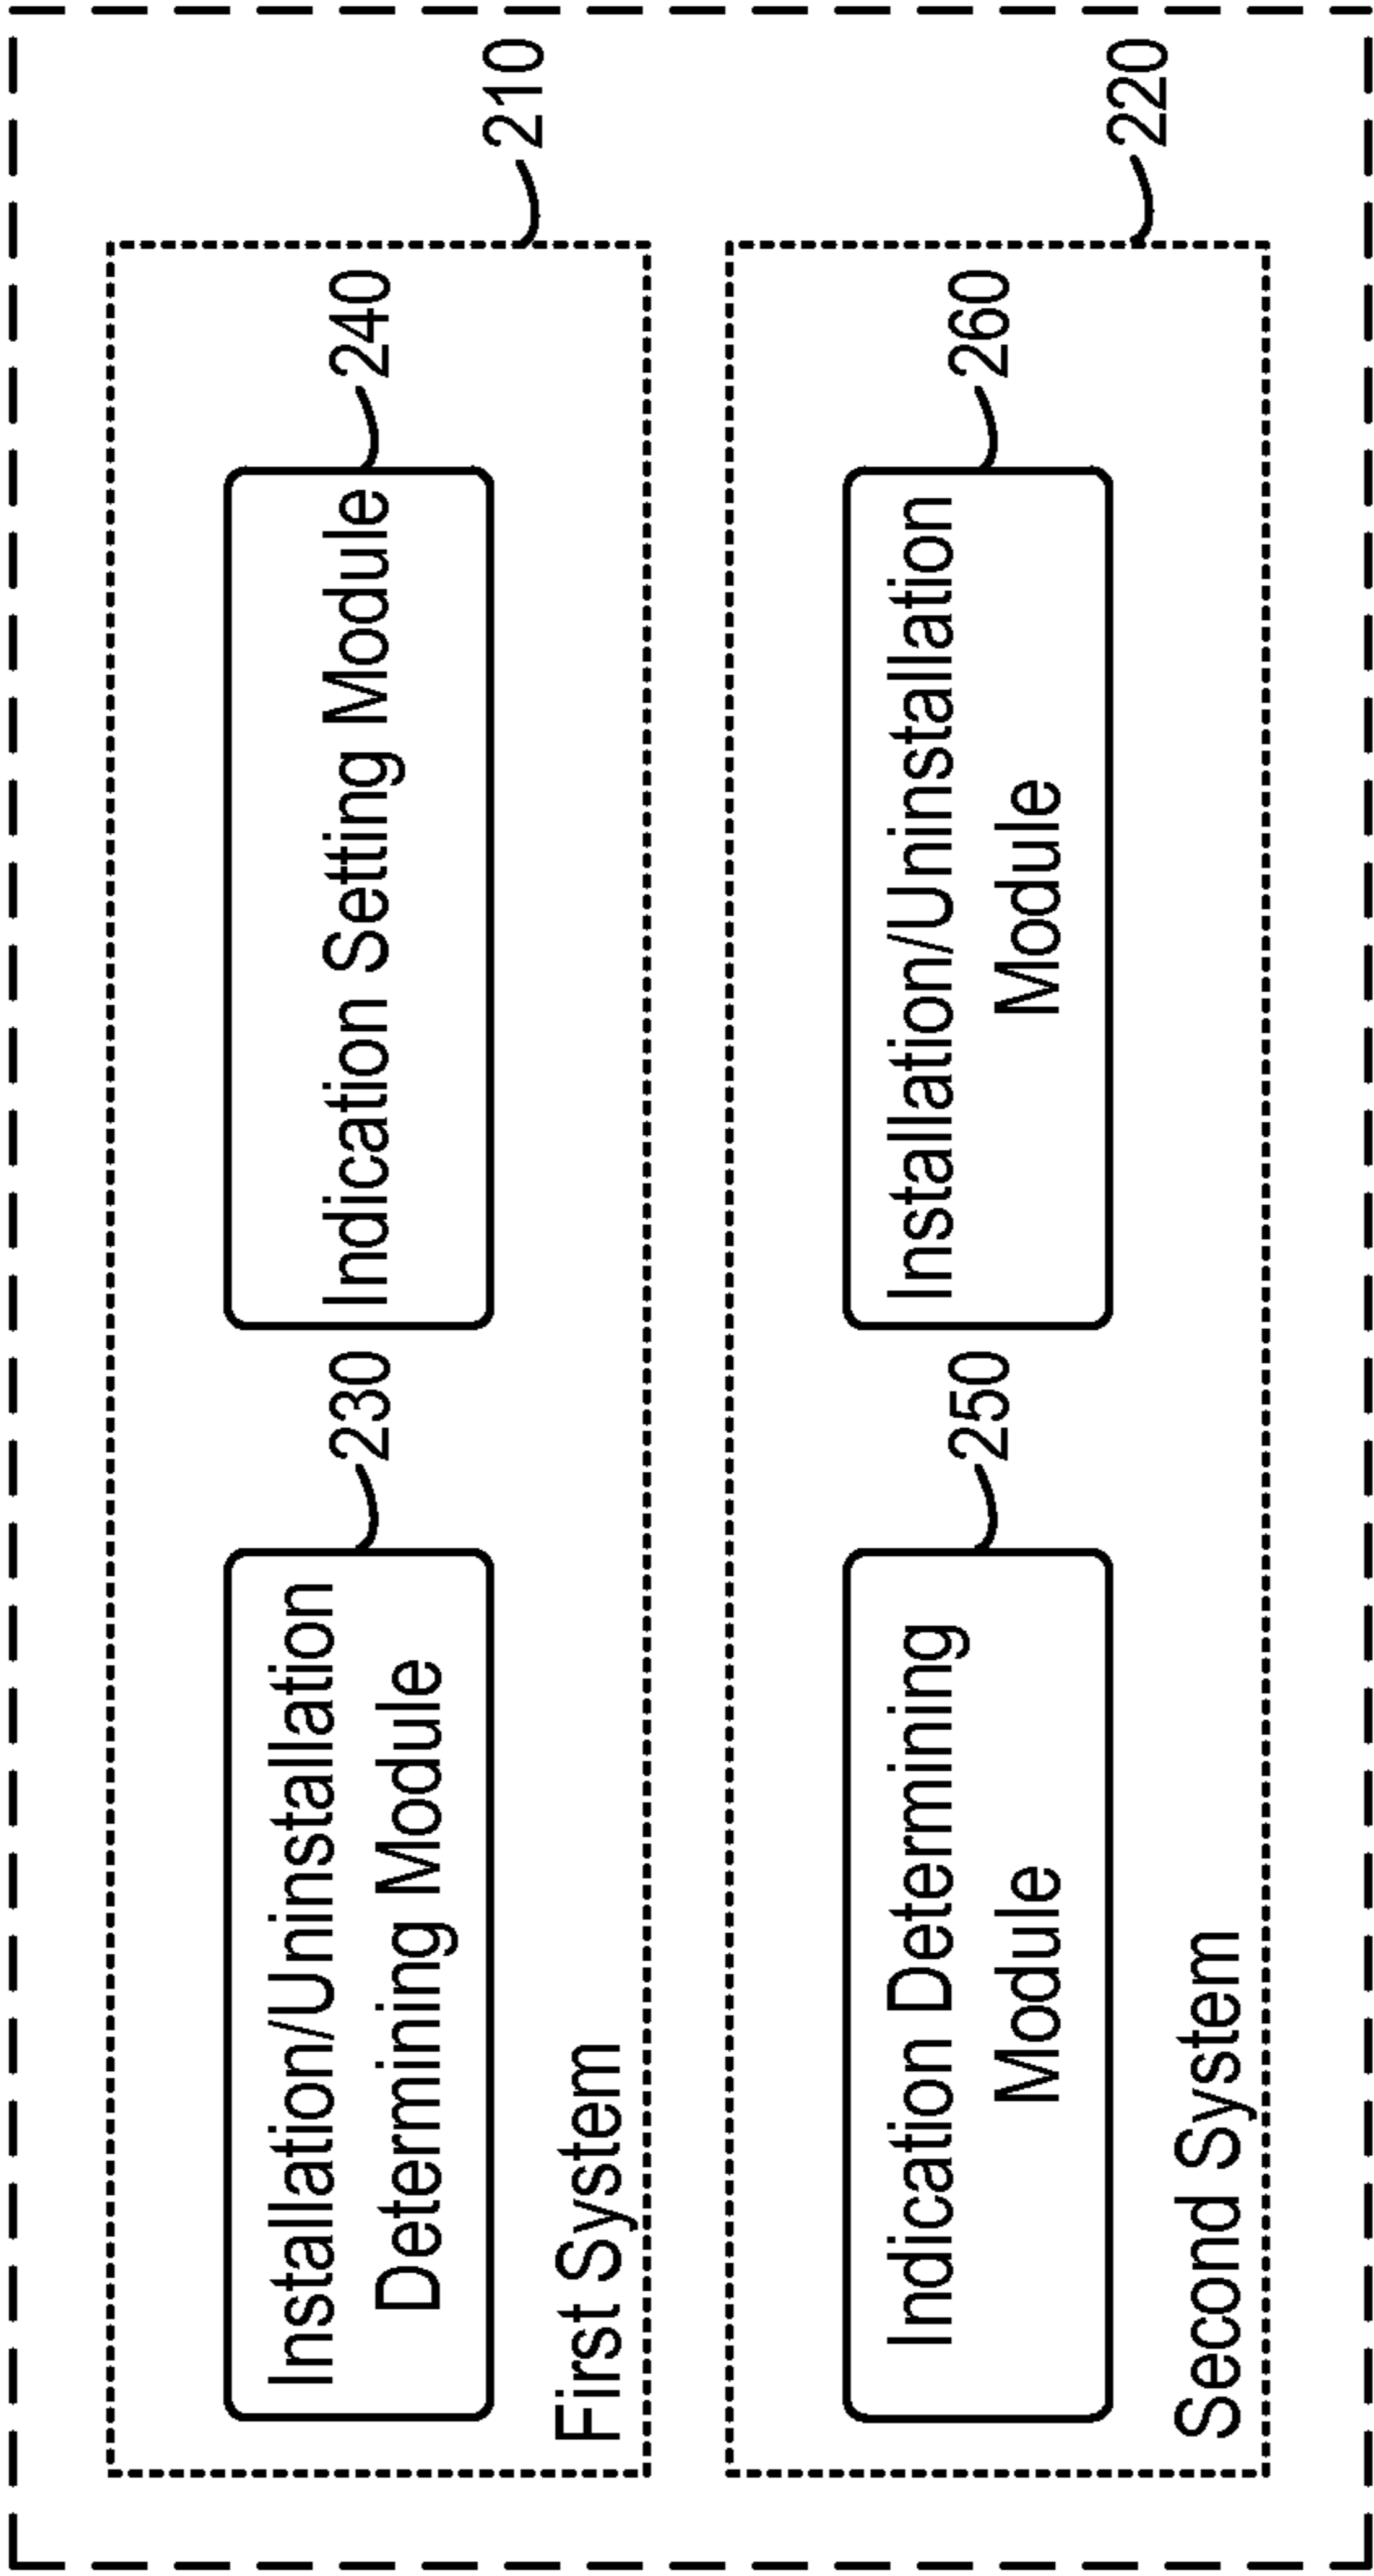 210
230
Installation/Uninstallation
Determining Module
240
Indication Setting Module
First System
220
250
Indication Determining
Module
260
Installation/Uninstallation
Module
Second System